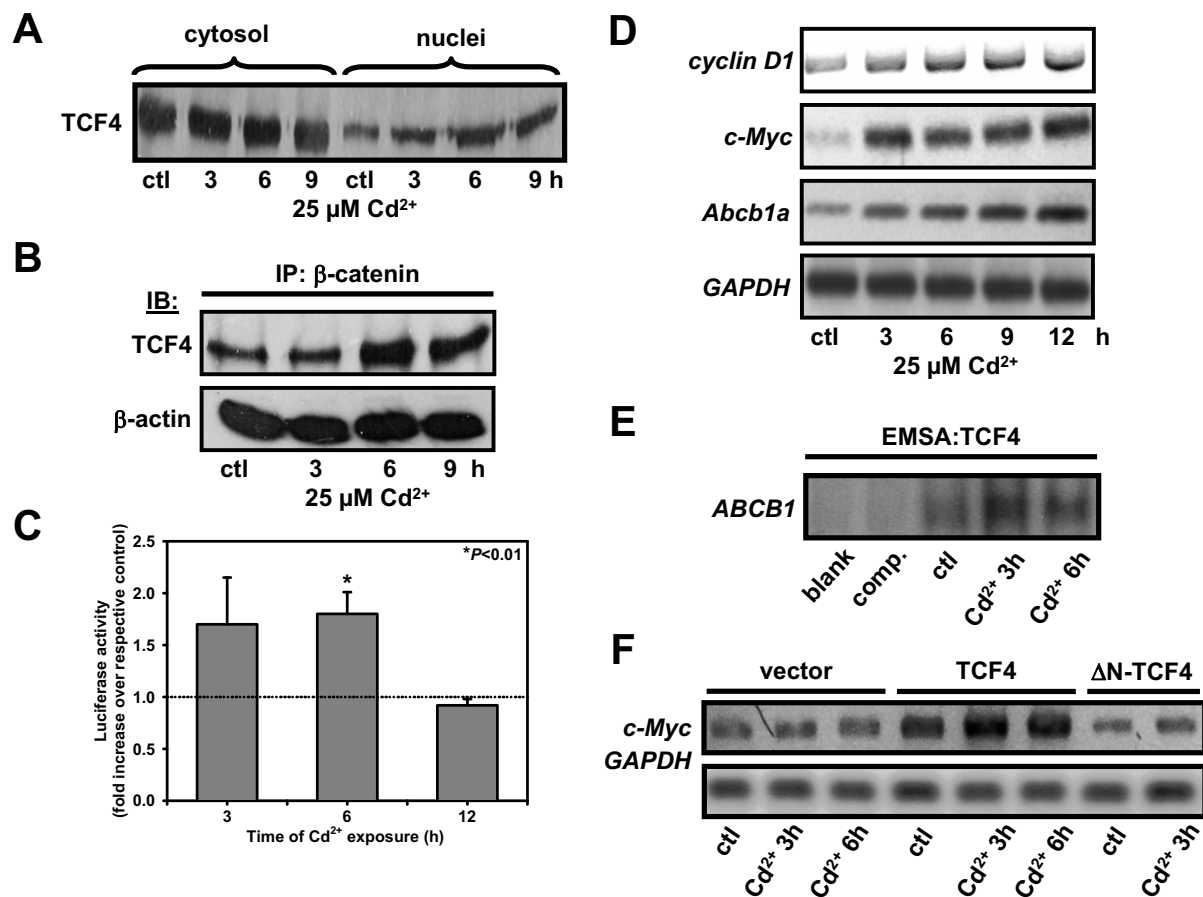 A
cytosol nuclei
TCF4
ctl 3 6 9 ctl 3 6 9 h
25 µM Cd²⁺
B
IP: β-catenin
IB:
TCF4
β-actin
ctl 3 6 9 h
25 µM Cd²⁺
C
Luciferase activity
(fold increase over respective control)
2.5
2.0
1.5
1.0
0.5
0.0
*P<0.01
*
3 6 12
Time of Cd²⁺ exposure (h)
D
cyclin D1
c-Myc
Abcb1a
GAPDH
ctl 3 6 9 12 h
25 µM Cd²⁺
E
EMSA:TCF4
ABCB1
blank comp. ctl Cd²⁺ 3h Cd²⁺ 6h
F
vector TCF4 ΔN-TCF4
c-Myc
GAPDH
ctl Cd²⁺ 3h Cd²⁺ 6h ctl Cd²⁺ 3h Cd²⁺ 6h ctl Cd²⁺ 3h